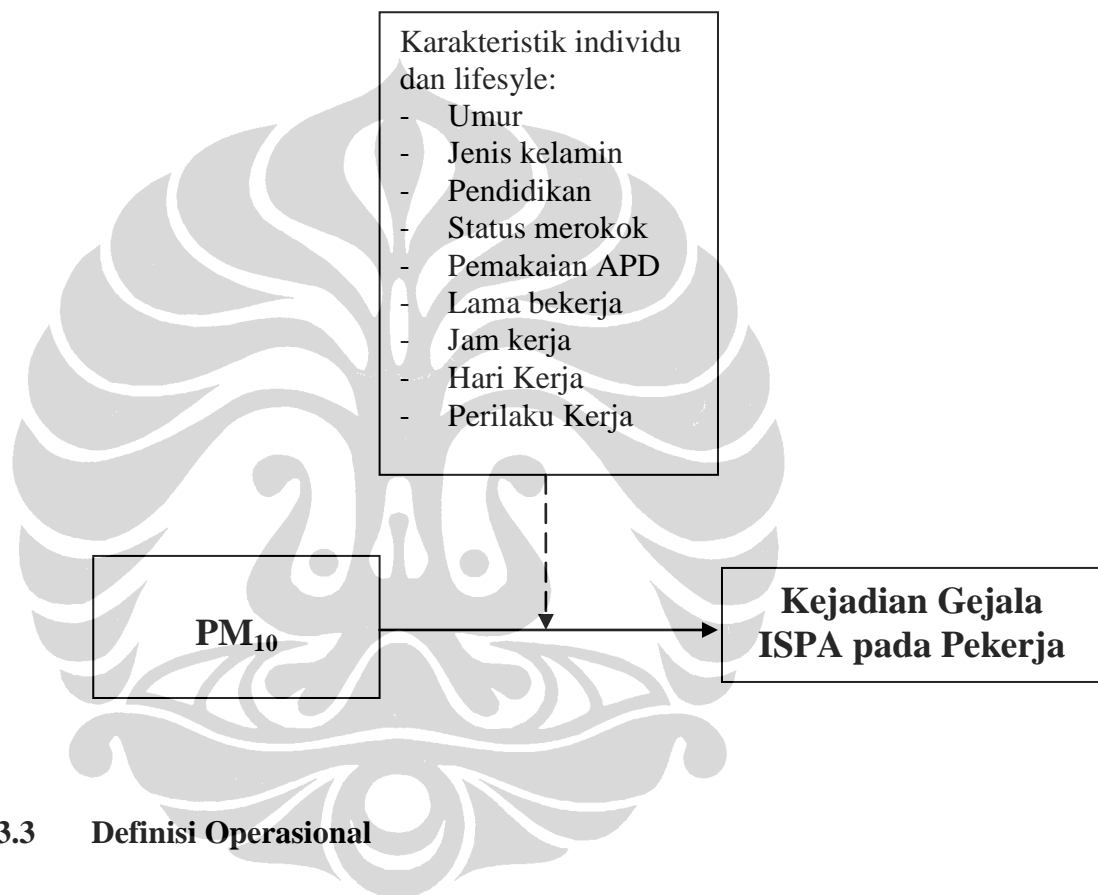 Karakteristik individu
dan lifesyle:
- Umur
- Jenis kelamin
- Pendidikan
- Status merokok
- Pemakaian APD
- Lama bekerja
- Jam kerja
- Hari Kerja
- Perilaku Kerja
PM₁₀
Kejadian Gejala
ISPA pada Pekerja
3.3 Definisi Operasional